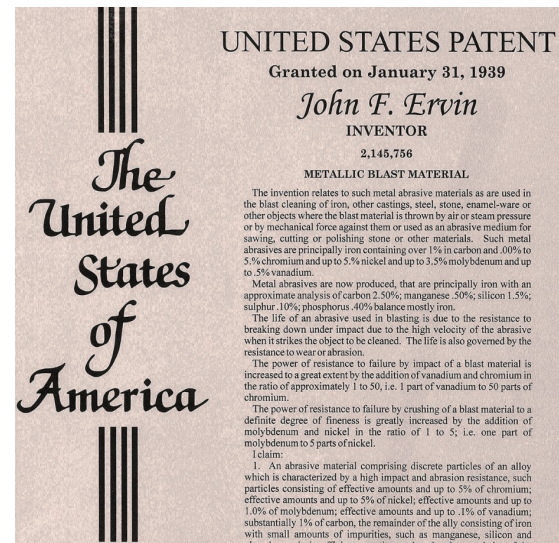 The
United
States
of
America
UNITED STATES PATENT
Granted on January 31, 1939
John F. Ervin
INVENTOR
2,145,756
METALLIC BLAST MATERIAL
The invention relates to such metal abrasive materials as are used in
the blast cleaning of iron, other castings, steel, stone, enamel-ware or
other objects where the blast material is thrown by air or steam pressure
or by mechanical force against them or used as an abrasive medium for
sawing, cutting or polishing stone or other materials. Such metal
abrasives are principally iron containing over 1% in carbon and .00% to
5.% chromium and up to 5.% nickel and up to 3.5% molybdenum and up
to .5% vanadium.
Metal abrasives are now produced, that are principally iron with an
approximate analysis of carbon 2.50%; manganese .50%; silicon 1.5%;
sulphur .10%; phosphorus .40% balance mostly iron.
The life of an abrasive used in blasting is due to the resistance to
breaking down under impact due to the high velocity of the abrasive
when it strikes the object to be cleaned. The life is also governed by the
resistance to wear or abrasion.
The power of resistance to failure by impact of a blast material is
increased to a great extent by the addition of vanadium and chromium in
the ratio of approximately 1 to 50, i.e. 1 part of vanadium to 50 parts of
chromium.
The power of resistance to failure by crushing of a blast material to a
definite degree of fineness is greatly increased by the addition of
molybdenum and nickel in the ratio of 1 to 5; i.e. one part of
molybdenum to 5 parts of nickel.
I claim:
1. An abrasive material comprising discrete particles of an alloy
which is characterized by a high impact and abrasion resistance, such
particles consisting of effective amounts and up to 5% of chromium;
effective amounts and up to 5% of nickel; effective amounts and up to
1.0% of molybdenum; effective amounts and up to .1% of vanadium;
substantially 1% of carbon, the remainder of the ally consisting of iron
with small amounts of impurities, such as manganese, silicon and